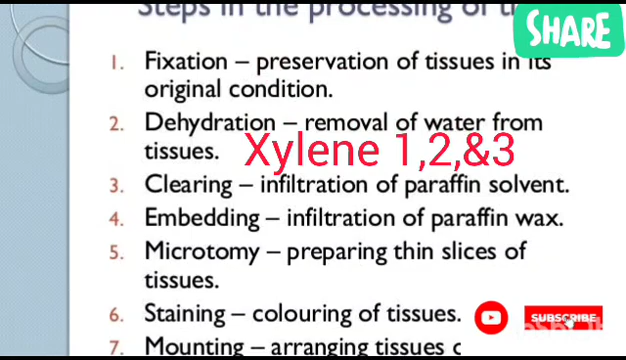 Steps in the processing of
SHARE
1. Fixation – preservation of tissues in its
original condition.
2. Dehydration – removal of water from
tissues.
Xylene 1,2,&3
3. Clearing – infiltration of paraffin solvent.
4. Embedding – infiltration of paraffin wax.
5. Microtomy – preparing thin slices of
tissues.
6. Staining – colouring of tissues.
SUBSCRIBE
7. Mounting – arranging tissues